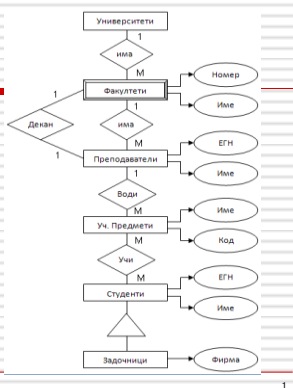 Университети
1
има
M
Номер
1
Факултети
1
Име
Декан
има
ЕГН
1
M
Преподаватели
1
Име
Води
M
Име
Уч. Предмети
M
Код
Учи
M
ЕГН
Студенти
Име
Задочници
Фирма
1